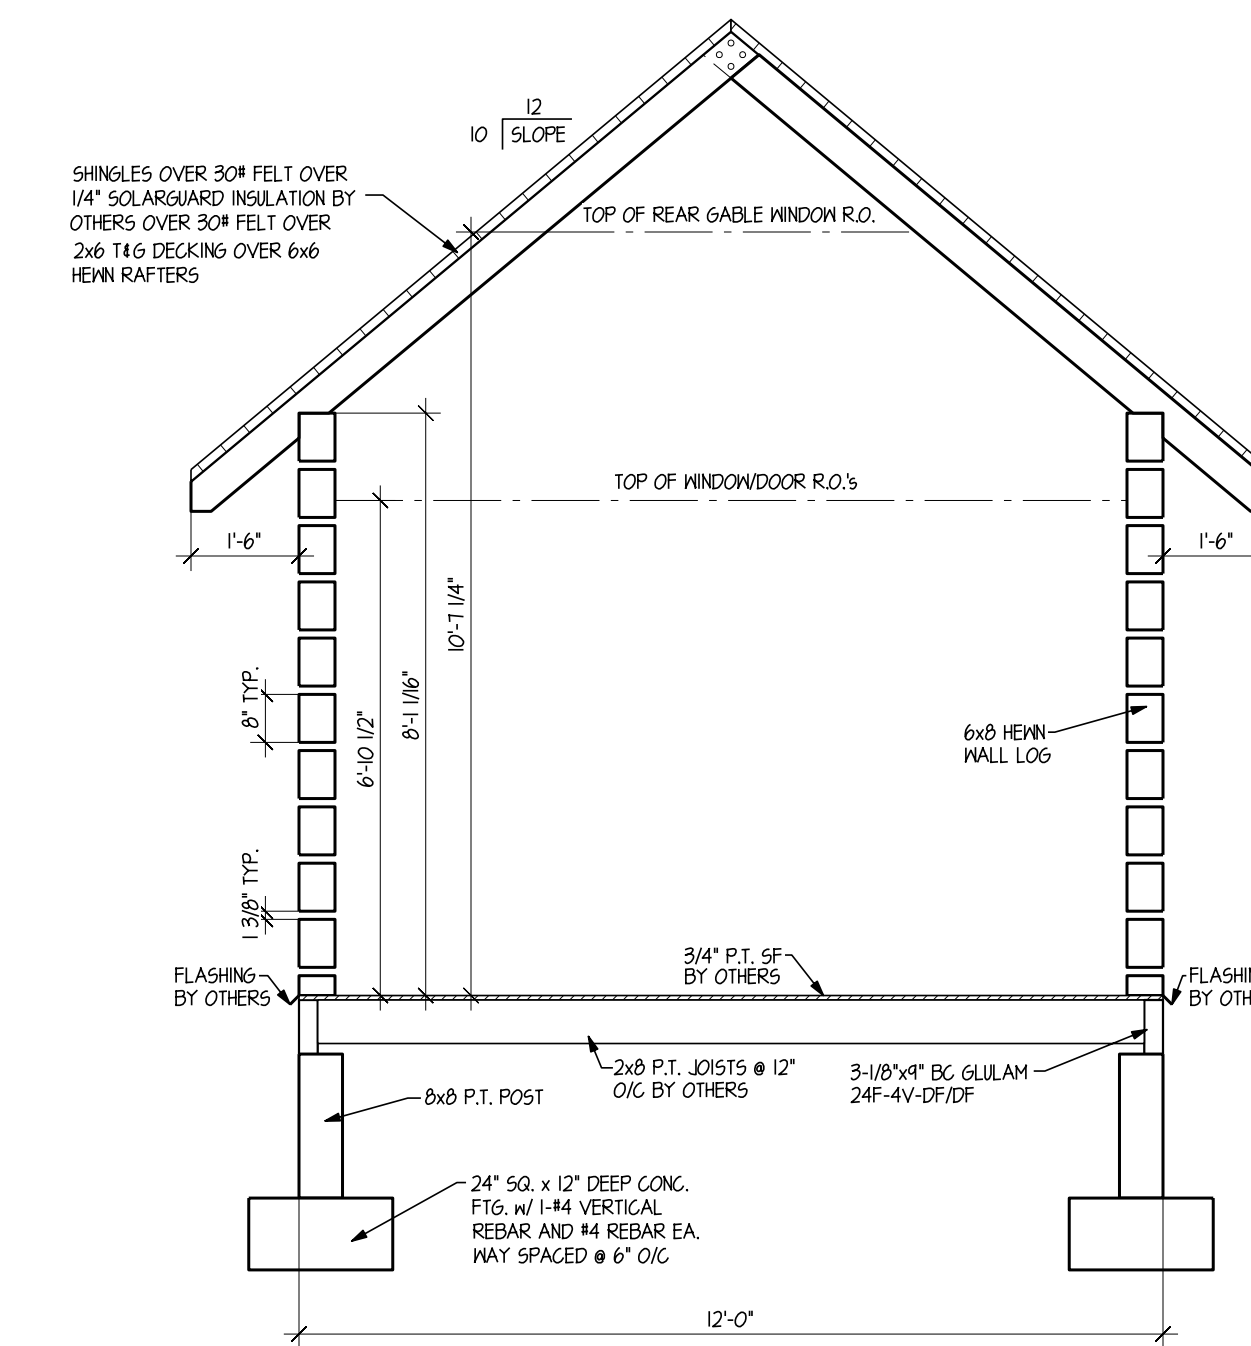 12
10 SLOPE
SHINGLES OVER 30# FELT OVER
1/4" SOLARGUARD INSULATION BY
OTHERS OVER 30# FELT OVER
2x6 T&G DECKING OVER 6x6
HEWN RAFTERS
TOP OF REAR GABLE WINDOW R.O.
TOP OF WINDOW/DOOR R.O.'s
1'-6"
1'-6"
10'-7 1/4"
8'-1 1/16"
6'-10 1/2"
8" TYP.
6x8 HEWN
WALL LOG
1 3/8" TYP.
FLASHING
BY OTHERS
3/4" P.T. SF
BY OTHERS
FLASHI
BY OTH
2x8 P.T. JOISTS @ 12"
O/C BY OTHERS
3-1/8"x9" BC GLULAM
24F-4V-DF/DF
8x8 P.T. POST
24" SQ. x 12" DEEP CONC.
FTG. w/ 1-#4 VERTICAL
REBAR AND #4 REBAR EA.
WAY SPACED @ 6" O/C
12'-0"